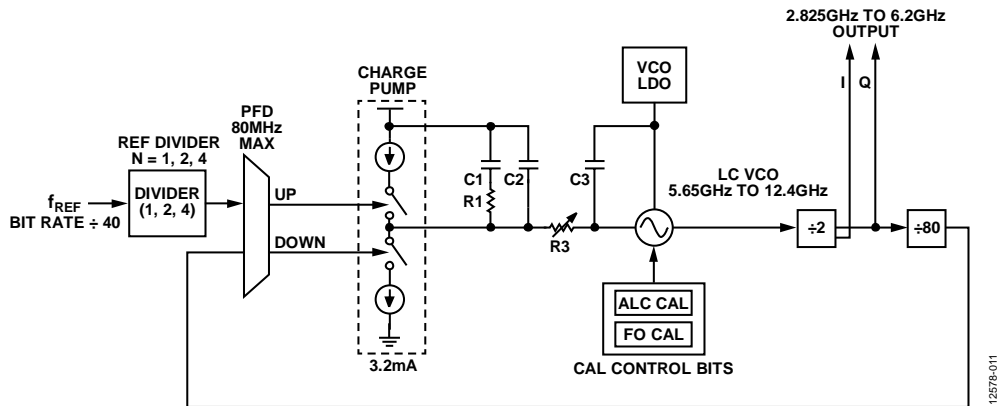 2.825GHz TO 6.2GHz
OUTPUT
I
Q
VCO
LDO
CHARGE
PUMP
PFD
80MHz
MAX
REF DIVIDER
N = 1, 2, 4
DIVIDER
(1, 2, 4)
fREF
BIT RATE ÷ 40
UP
DOWN
C1
R1
C2
C3
R3
LC VCO
5.65GHz TO 12.4GHz
÷2
÷80
ALC CAL
FO CAL
CAL CONTROL BITS
3.2mA
12578-011